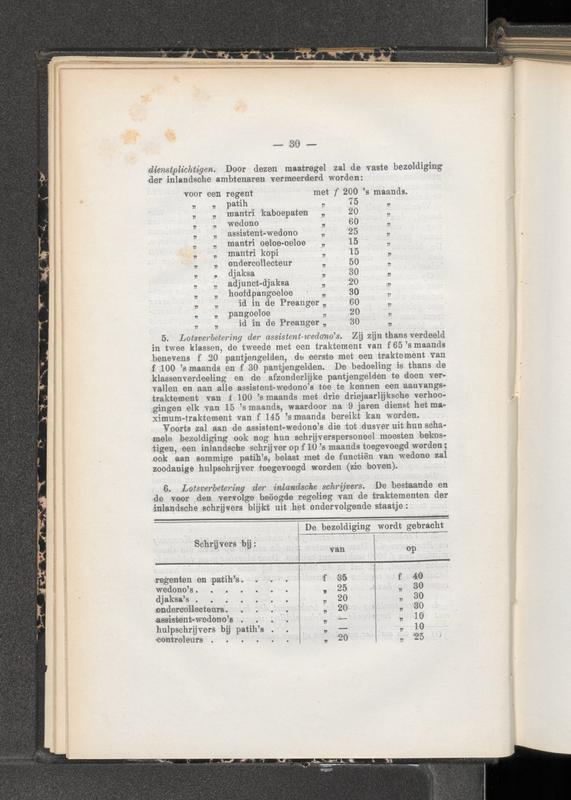 — 30 —
dienstplichtigen. Door dezen maatregel zal de vaste bezoldiging
der inlandsche ambtenaren vermeerderd worden:
voor een regent met f 200 's maands.
„ „ patih „ 75 „
„ „ mantri kaboepaten „ 20 „
„ „ wedono „ 60 „
„ „ assistent-wedono „ 25 „
„ „ mantri oeloe-oeloe „ 15 „
„ „ mantri kopi „ 15 „
„ „ ondercollecteur „ 50 „
„ „ djaksa „ 30 „
„ „ adjunct-djaksa „ 20 „
„ „ hoofdpangoeloe „ 30 „
„ „ id in de Preanger „ 60 „
„ „ pangoeloe „ 20 „
„ „ id in de Preanger „ 30 „
5. Lotsverbetering der assistent-wedono's. Zij zijn thans verdeeld
in twee klassen, de tweede met een traktement van f 65 's maands
benevens f 20 pantjengelden, de eerste met een traktement van
f 100 's maands en f 30 pantjengelden. De bedoeling is thans de
klassenverdeeling en de afzonderlijke pantjengelden te doen ver-
vallen en aan alle assistent-wedono's toe te kennen een aanvangs-
traktement van f 100 's maands met drie driejaarlijksche verhoo-
gingen elk van 15 's maands, waardoor na 9 jaren dienst het ma-
ximum-traktement van f 145 's maands bereikt kan worden.
Voorts zal aan de assistent-wedono's die tot dusver uit hun scha-
mele bezoldiging ook nog hun schrijverspersoneel moesten bekos-
tigen, een inlandsche schrijver op f 10 's maands toegevoegd worden;
ook aan sommige patih's, belast met de functiën van wedono zal
zoodanige hulpschrijver toegevoegd worden (zie boven).
6. Lotsverbetering der inlandsche schrijvers. De bestaande en
de voor den vervolge beöogde regeling van de traktementen der
inlandsche schrijvers blijkt uit het ondervolgende staatje:
Schrijvers bij: De bezoldiging wordt gebracht
van op
regenten en patih's. . . . f 35 f 40
wedono's . . . . . . . „ 25 „ 30
djaksa's . . . . . . . „ 20 „ 30
ondercollecteurs. . . . . „ 20 „ 30
assistent-wedono's . . . . „ — „ 10
hulpschrijvers bij patih's . . „ — „ 10
controleurs . . . . . . „ 20 „ 25